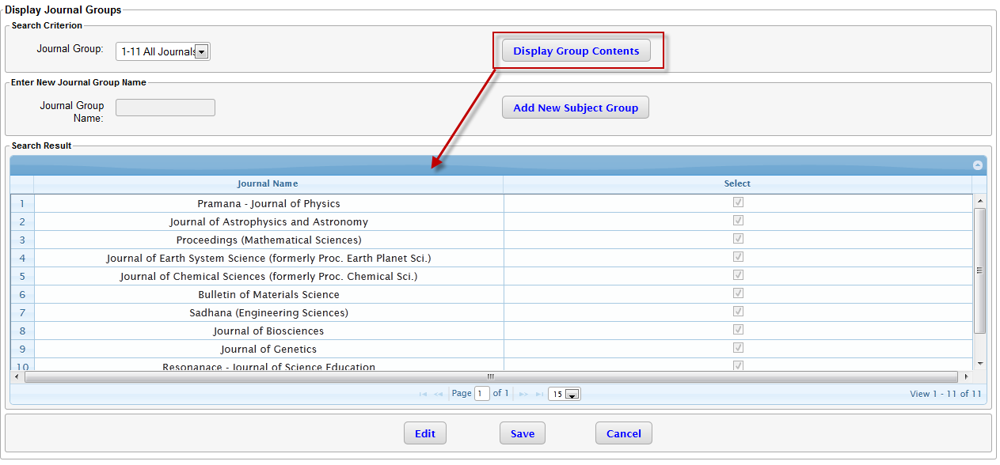 Display Journal Groups
Search Criterion
Journal Group: 1-11 All Journals Display Group Contents
Enter New Journal Group Name
Journal Group
Name:
Add New Subject Group
Search Result
Journal Name Select
1 Pramana - Journal of Physics
2 Journal of Astrophysics and Astronomy
3 Proceedings (Mathematical Sciences)
4 Journal of Earth System Science (formerly Proc. Earth Planet Sci.)
5 Journal of Chemical Sciences (formerly Proc. Chemical Sci.)
6 Bulletin of Materials Science
7 Sadhana (Engineering Sciences)
8 Journal of Biosciences
9 Journal of Genetics
10 Resonanace - Journal of Science Education
Page 1 of 1 15 View 1 - 11 of 11
Edit Save Cancel